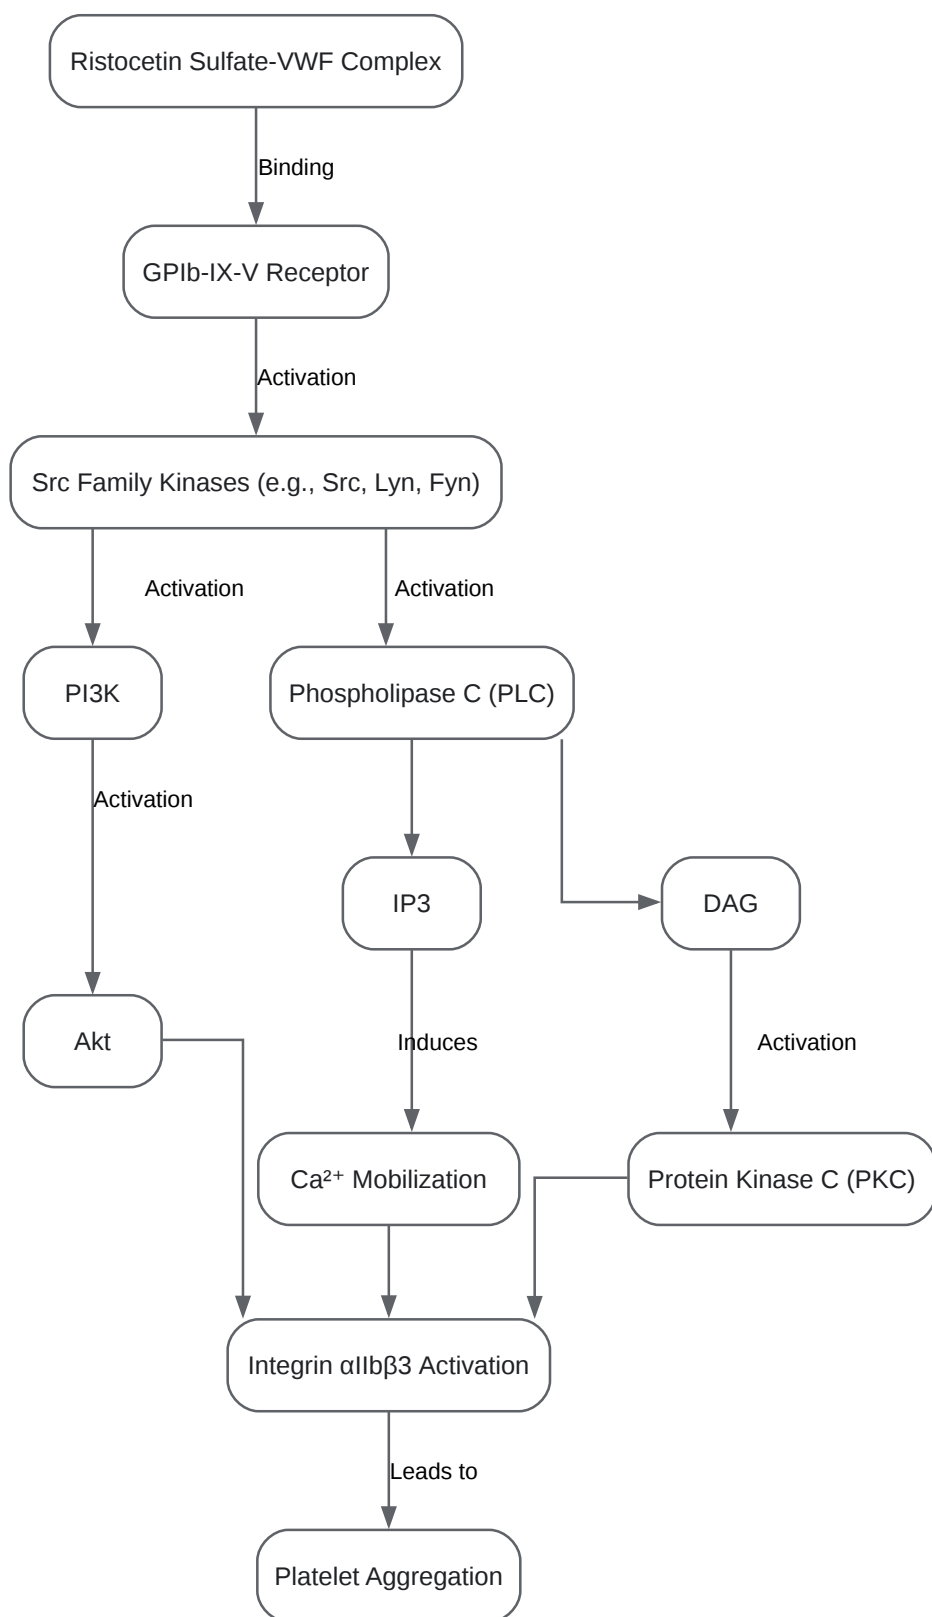 Ristocetin Sulfate-VWF Complex
Binding
GPIb-IX-V Receptor
Activation
Src Family Kinases (e.g., Src, Lyn, Fyn)
Activation
Activation
PI3K
Phospholipase C (PLC)
Activation
IP3
DAG
Akt
Induces
Activation
Ca²⁺ Mobilization
Protein Kinase C (PKC)
Integrin αIIbβ3 Activation
Leads to
Platelet Aggregation